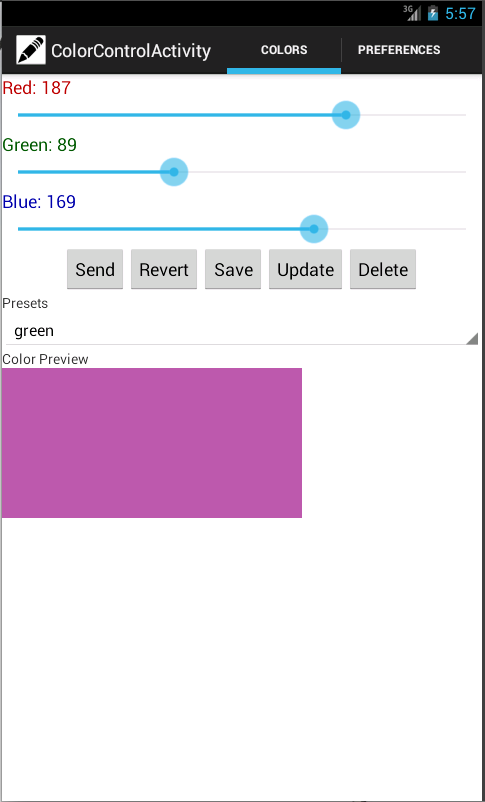 3G 5:57
ColorControlActivity COLORS PREFERENCES
Red: 187
Green: 89
Blue: 169
Send Revert Save Update Delete
Presets
green
Color Preview